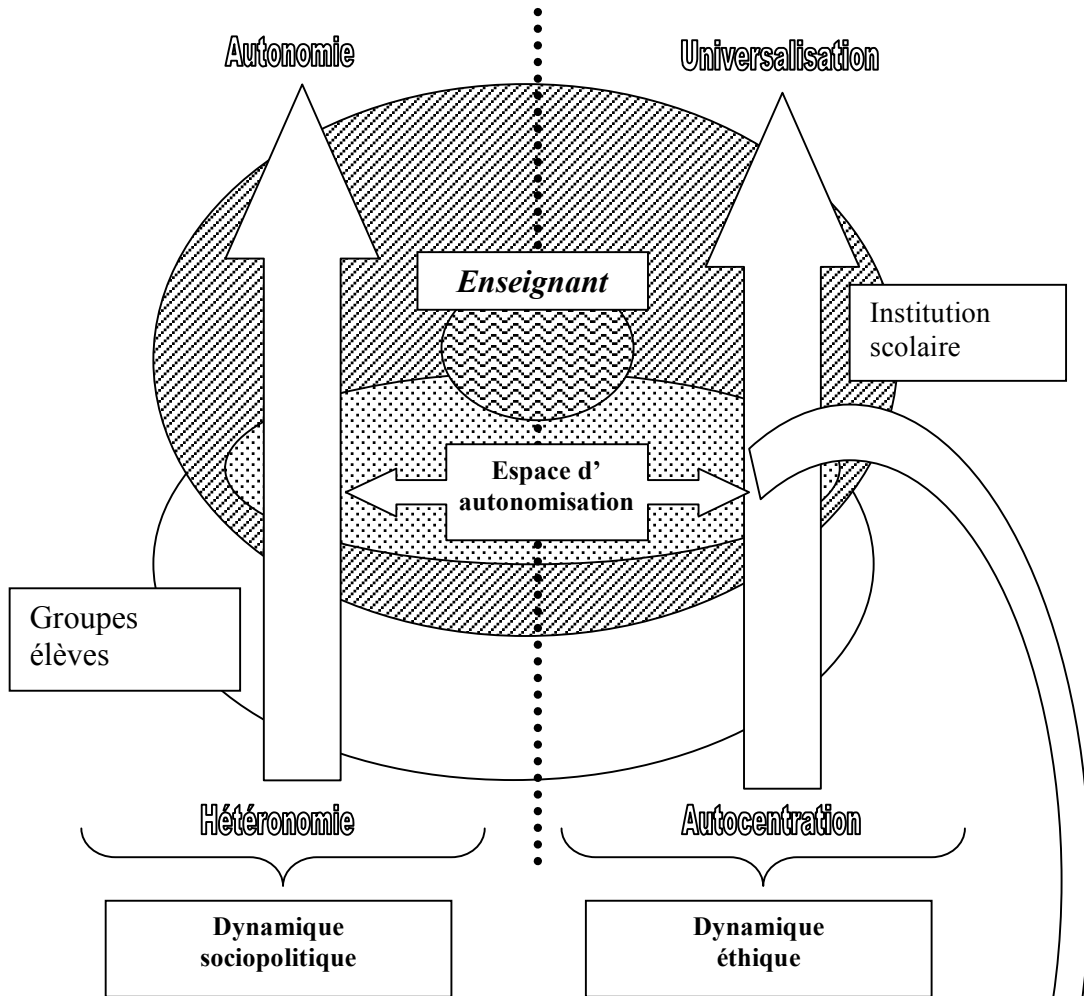 Autonomie
Universalisation
Enseignant
Institution
scolaire
Espace d’
autonomisation
Groupes
élèves
Hétéronomie
Autocentration
Dynamique
sociopolitique
Dynamique
éthique